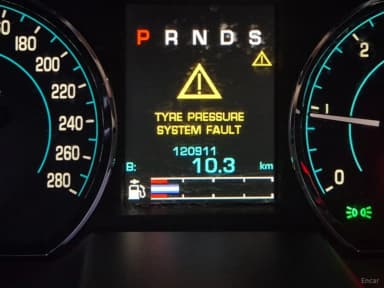 180
200
220
240
260
280
P R N D S
TYRE PRESSURE
SYSTEM FAULT
120911
B: 10.3 km
2
1
0
Encar